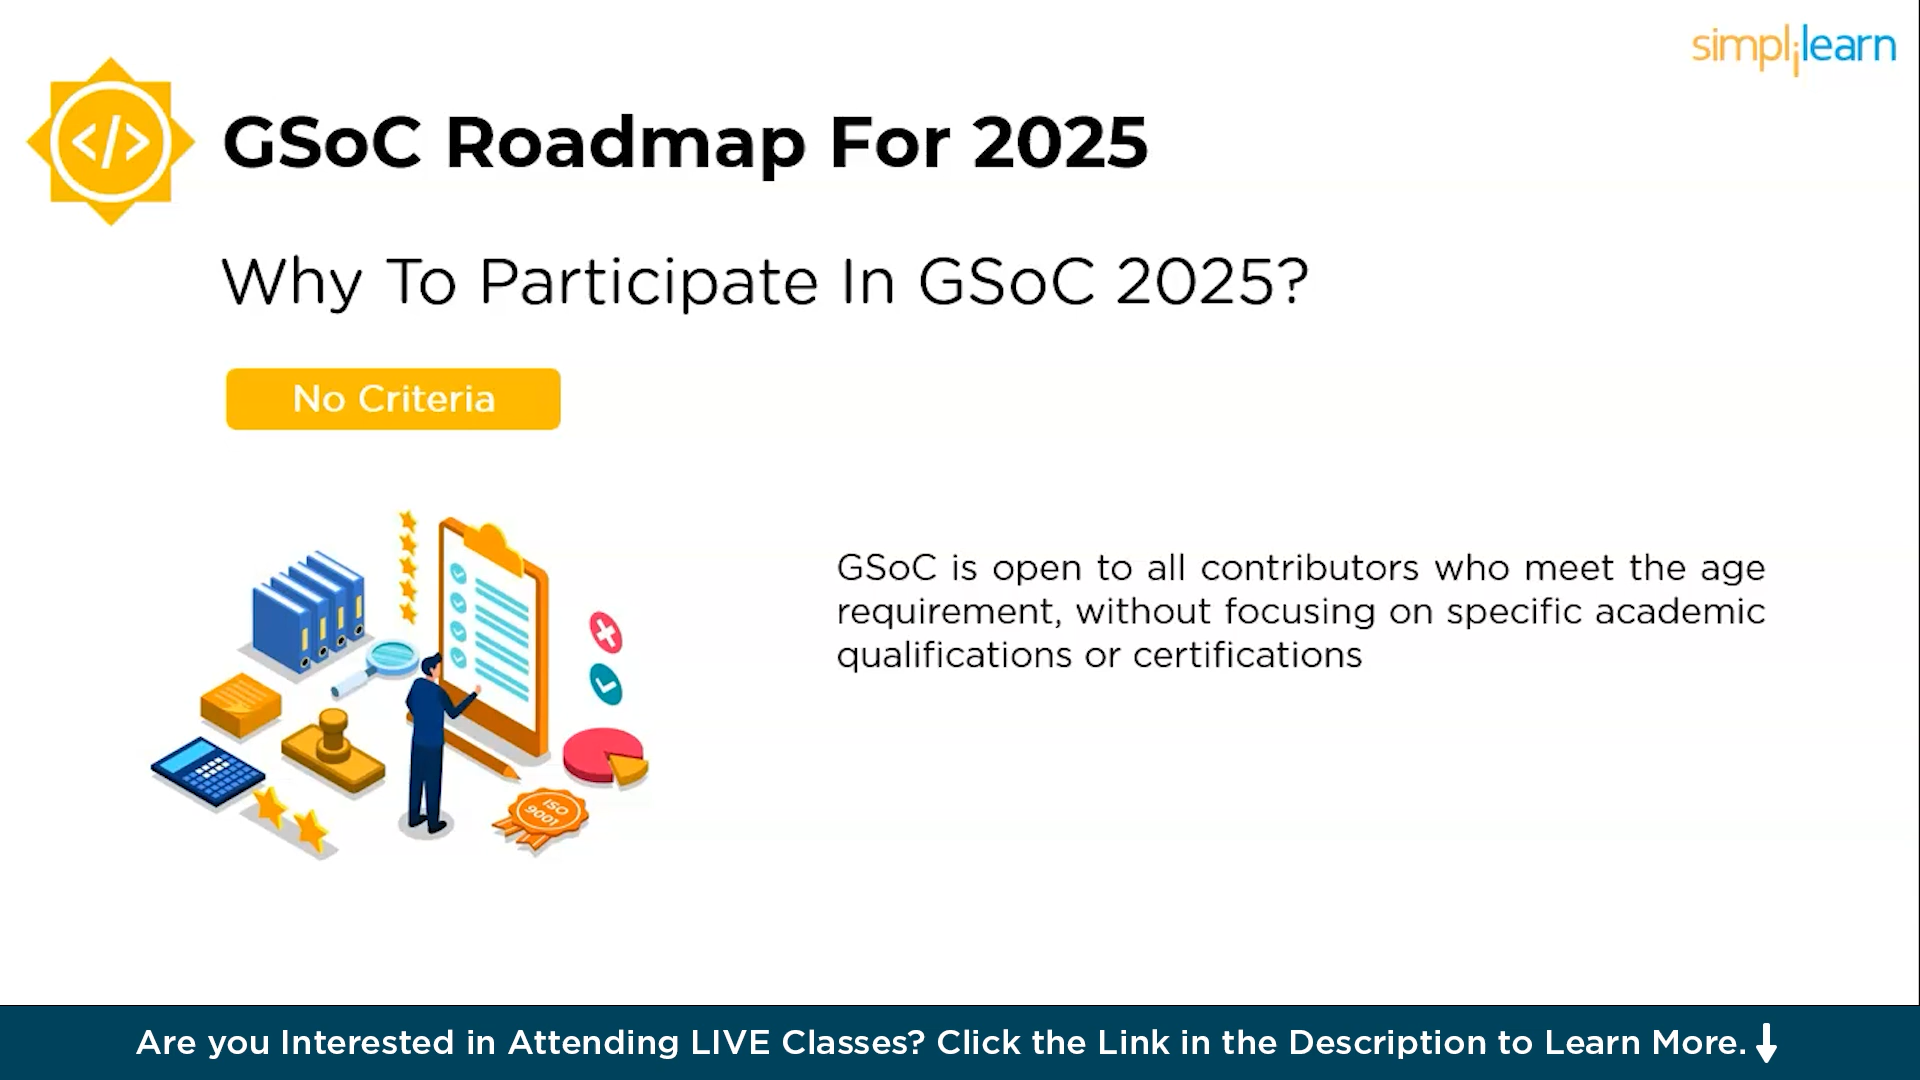 simplilearn
</>
GSoC Roadmap For 2025
Why To Participate In GSoC 2025?
No Criteria
GSoC is open to all contributors who meet the age
requirement, without focusing on specific academic
qualifications or certifications
ISO
9001
Are you Interested in Attending LIVE Classes? Click the Link in the Description to Learn More.